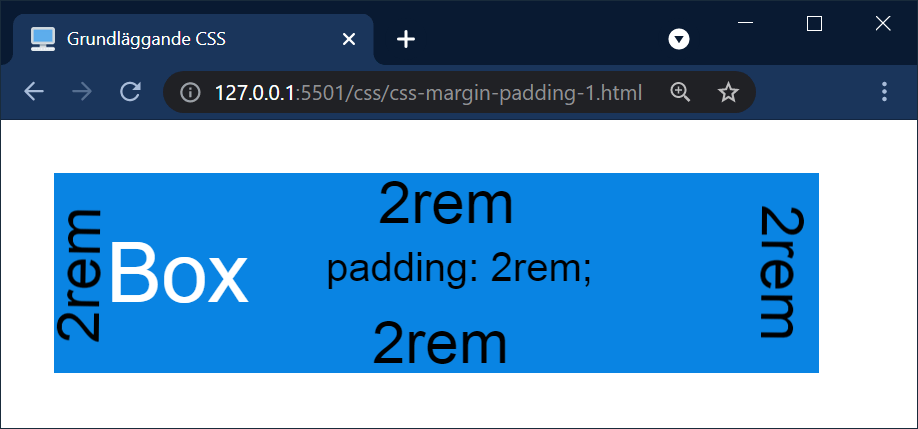 Grundläggande CSS
127.0.0.1:5501/css/css-margin-padding-1.html
2rem
2rem
Box
padding: 2rem;
2rem
2rem